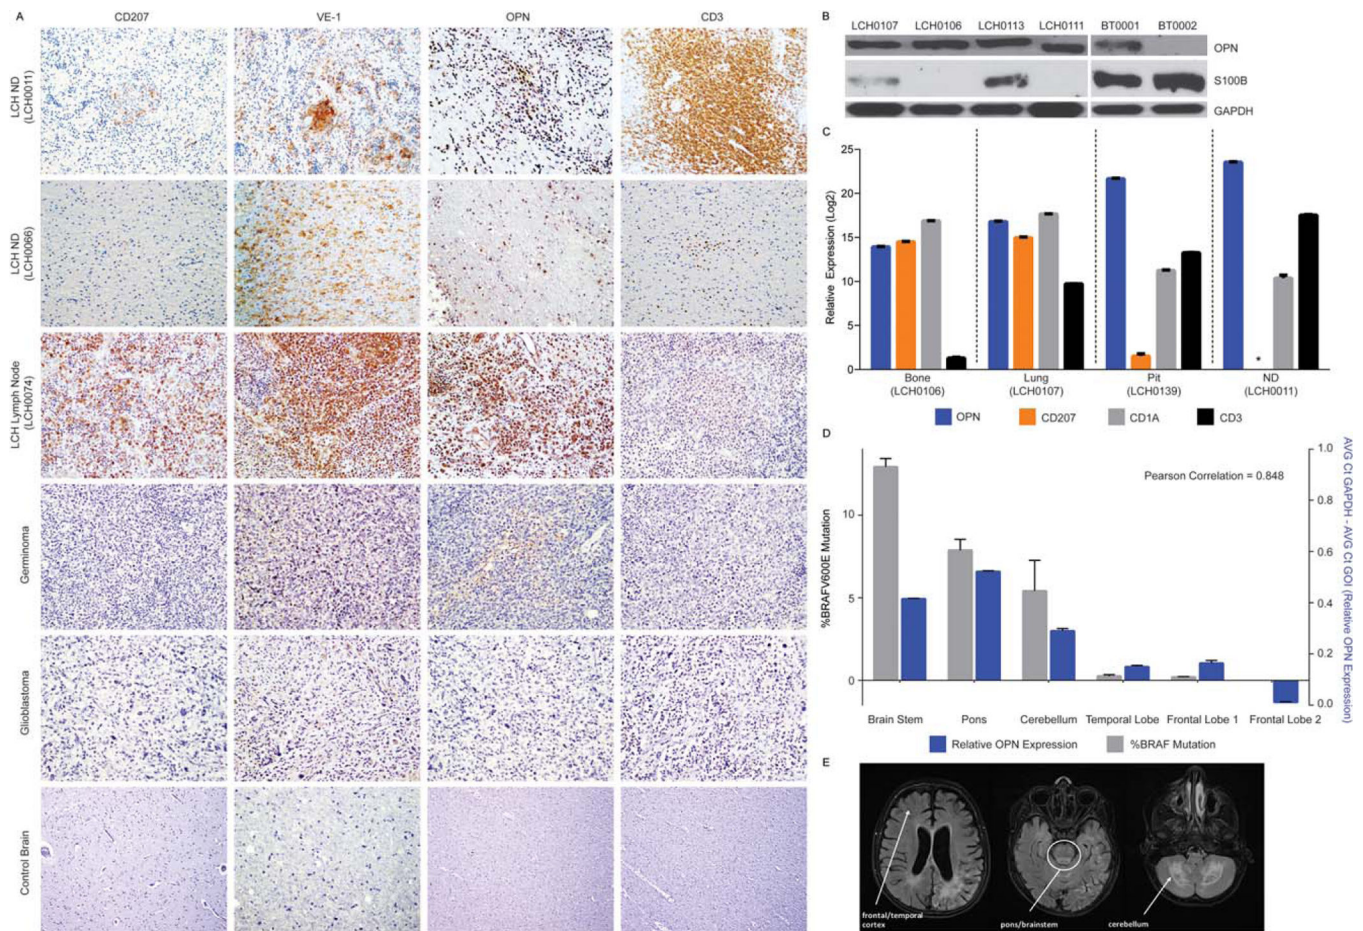 A
CD207
VE-1
OPN
CD3
LCH ND
(LCH0011)
LCH ND
(LCH0066)
LCH Lymph Node
(LCH0074)
Germinoma
Glioblastoma
Control Brain
B
LCH0107
LCH0106
LCH0113
LCH0111
BT0001
BT0002
OPN
S100B
GAPDH
C
Relative Expression (Log2)
25
20
15
10
5
0
*
Bone
(LCH0106)
Lung
(LCH0107)
Pit
(LCH0139)
ND
(LCH0011)
OPN
CD207
CD1A
CD3
D
%BRAFV600E Mutation
10
5
0
Pearson Correlation = 0.848
1.0
0.8
0.6
0.4
0.2
0.0
AVG Ct GAPDH - AVG Ct GOI (Relative OPN Expression)
Brain Stem
Pons
Cerebellum
Temporal Lobe
Frontal Lobe 1
Frontal Lobe 2
Relative OPN Expression
%BRAF Mutation
E
frontal/temporal
cortex
pons/brainstem
cerebellum